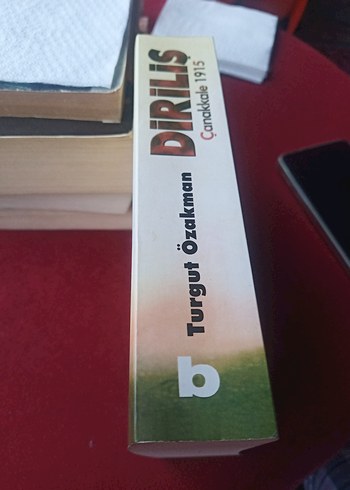 DİRİLİŞ
Çanakkale 1915
Turgut Özakman
b